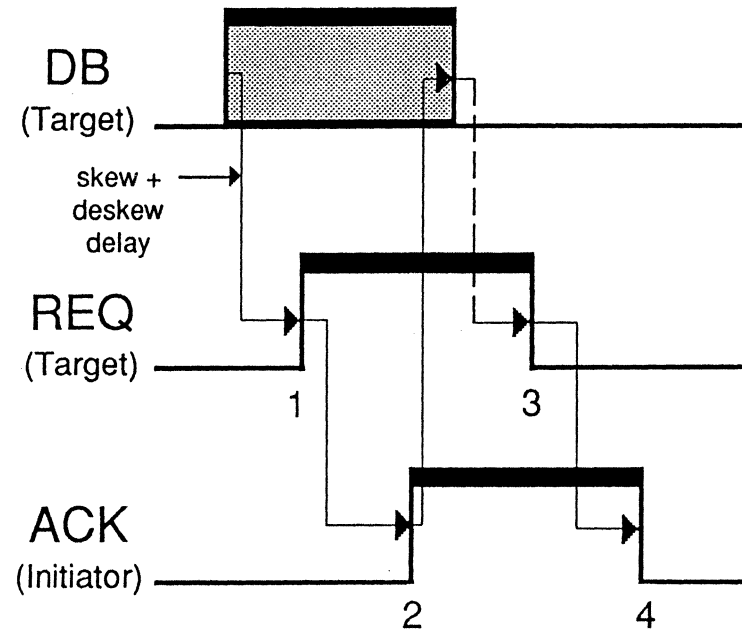 DB
(Target)
skew +
deskew
delay
REQ
(Target)
1
3
ACK
(Initiator)
2
4